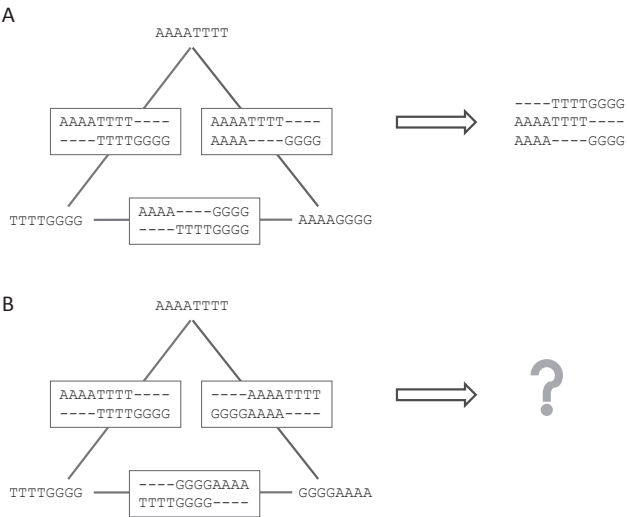 A
AAAATTTT
AAAATTTT----
----TTTTGGGG
AAAATTTT----
AAAA----GGGG
----TTTTGGGG
AAAATTTT----
AAAA----GGGG
TTTTGGGG
AAAA----GGGG
----TTTTGGGG
AAAAGGGG
B
AAAATTTT
AAAATTTT----
----TTTTGGGG
----AAAATTTT
GGGGAAAA----
?
TTTTGGGG
----GGGGAAAA
TTTTGGGG----
GGGGAAAA